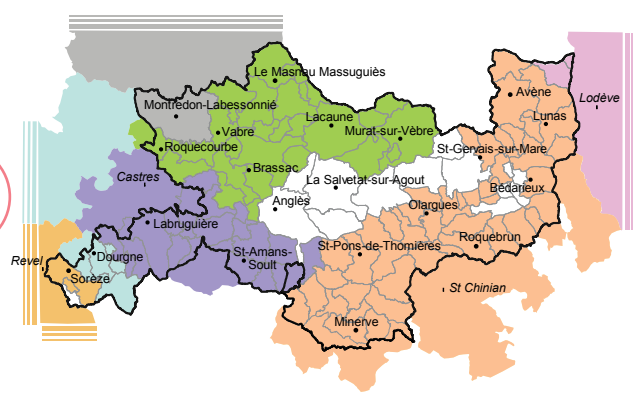 Le Masnau Massuguiès
Avène
Montredon-Labessonnié
Lodève
Lacaune
Lunas
Vabre
Murat-sur-Vèbre
Roquecourbe
St-Gervais-sur-Mare
Brassac
Castres
La Salvetat-sur-Agout
Bédarieux
Anglès
Olargues
Labruguière
Roquebrun
St-Pons-de-Thomières
St-Amans-
Soult
Dourgne
Revel
Sorèze
St Chinian
Minerve